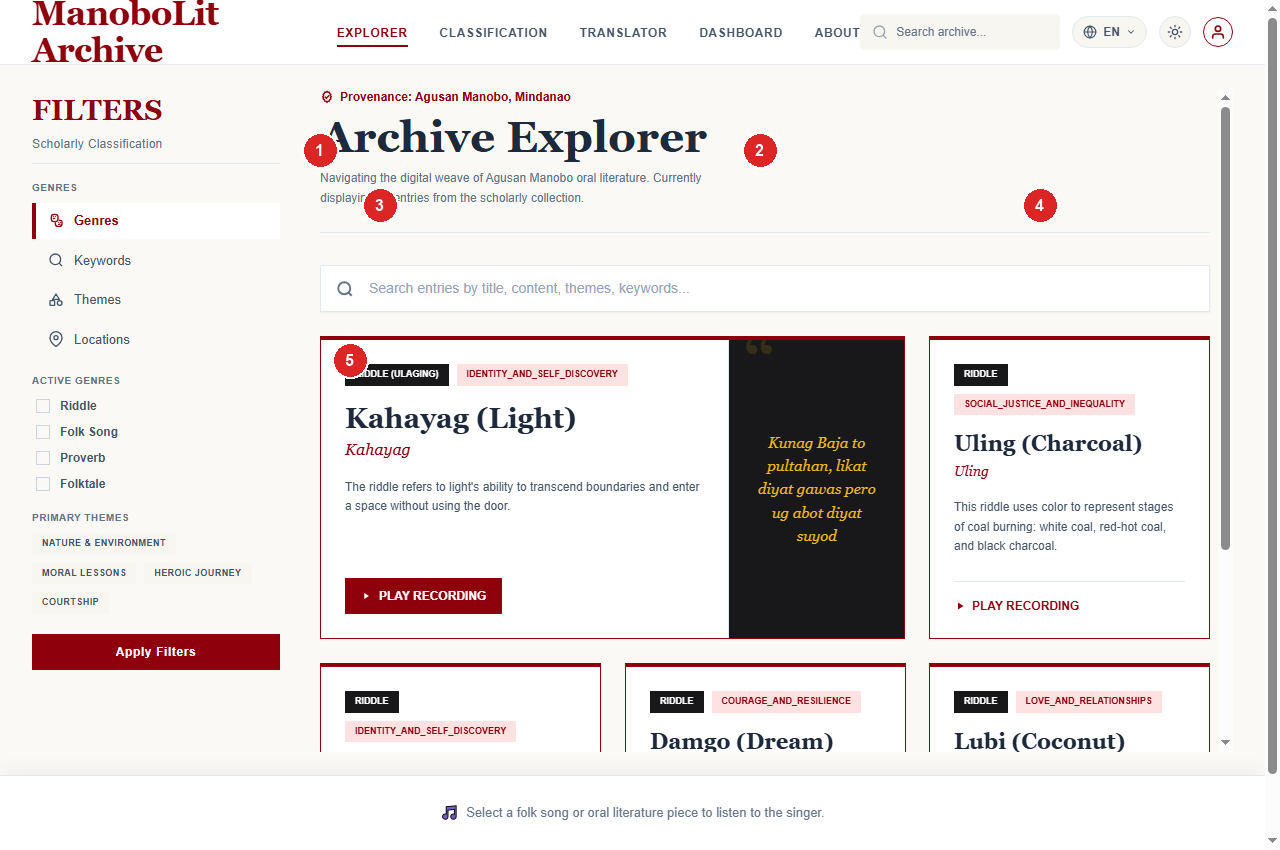 ManoboLit
Archive
EXPLORER CLASSIFICATION TRANSLATOR DASHBOARD ABOUT Search archive... EN
FILTERS
Scholarly Classification
GENRES
Genres
Keywords
Themes
Locations
ACTIVE GENRES
Riddle
Folk Song
Proverb
Folktale
PRIMARY THEMES
NATURE & ENVIRONMENT
MORAL LESSONS HEROIC JOURNEY
COURTSHIP
Apply Filters
Provenance: Agusan Manobo, Mindanao
Archive Explorer
1
2
Navigating the digital weave of Agusan Manobo oral literature. Currently
3
entries from the scholarly collection.
4
Search entries by title, content, themes, keywords...
5
(ULAGING) IDENTITY_AND_SELF_DISCOVERY
Kahayag (Light)
Kahayag
The riddle refers to light's ability to transcend boundaries and enter
a space without using the door.
PLAY RECORDING
“
Kunag Baja to
pultahan, likat
diyat gawas pero
ug abot diyat
suyod
RIDDLE
SOCIAL_JUSTICE_AND_INEQUALITY
Uling (Charcoal)
Uling
This riddle uses color to represent stages
of coal burning: white coal, red-hot coal,
and black charcoal.
PLAY RECORDING
RIDDLE
IDENTITY_AND_SELF_DISCOVERY
RIDDLE COURAGE_AND_RESILIENCE
Damgo (Dream)
RIDDLE LOVE_AND_RELATIONSHIPS
Lubi (Coconut)
Select a folk song or oral literature piece to listen to the singer.